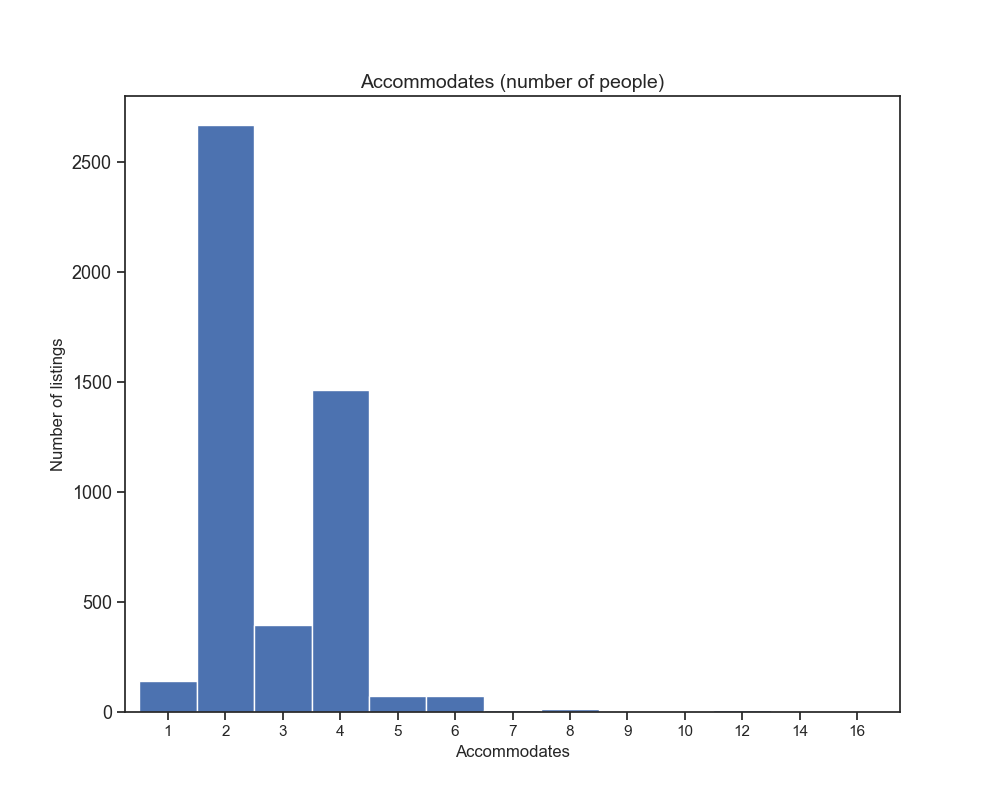 Accommodates (number of people)
Number of listings
2500
2000
1500
1000
500
0
1 2 3 4 5 6 7 8 9 10 12 14 16
Accommodates